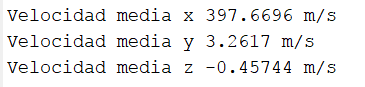 Velocidad media x 397.6696 m/s
Velocidad media y 3.2617 m/s
Velocidad media z -0.45744 m/s